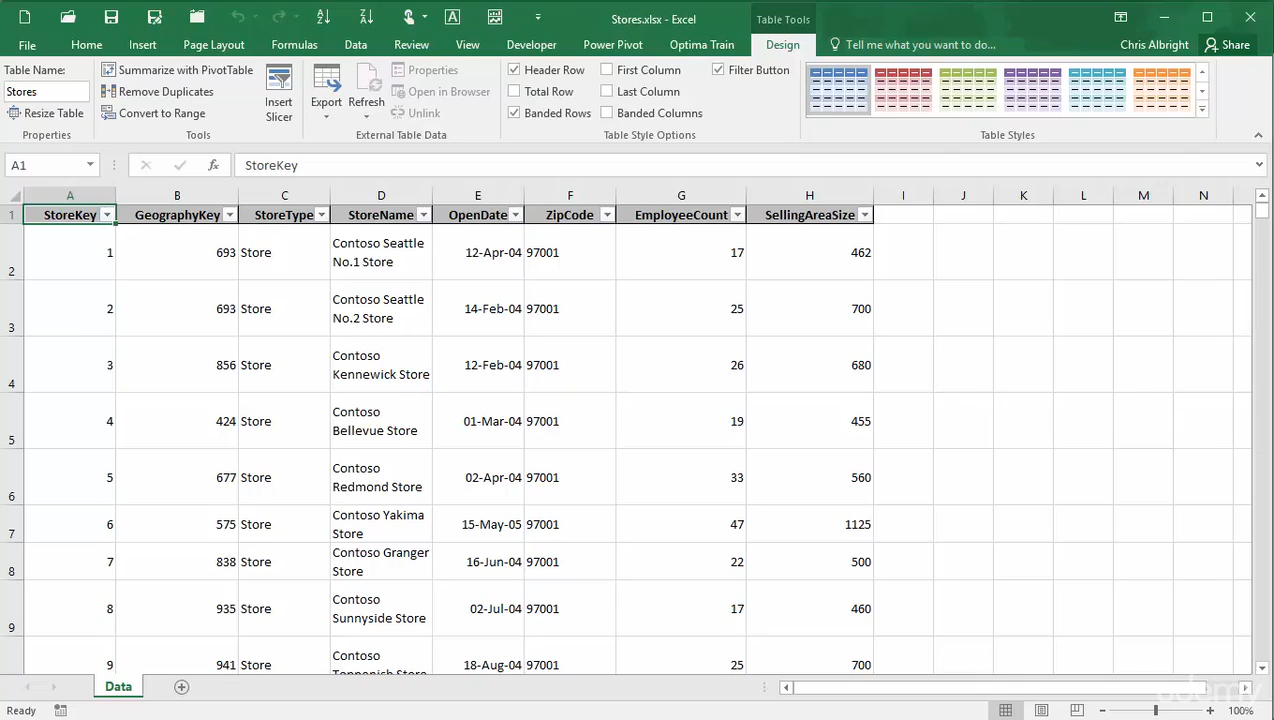 Stores.xlsx - Excel
Table Tools
File Home Insert Page Layout Formulas Data Review View Developer Power Pivot Optima Train Design Tell me what you want to do... Chris Albright Share
Table Name:
Stores
Resize Table
Properties
Summarize with PivotTable
Remove Duplicates
Convert to Range
Tools
Insert
Slicer
Export
Refresh
Properties
Open in Browser
Unlink
External Table Data
Header Row
Total Row
Banded Rows
First Column
Last Column
Banded Columns
Filter Button
Table Style Options
Table Styles
A1 fx StoreKey
A B C D E F G H I J K L M N
1 StoreKey GeographyKey StoreType StoreName OpenDate ZipCode EmployeeCount SellingAreaSize
2 1 693 Store Contoso Seattle No.1 Store 12-Apr-04 97001 17 462
3 2 693 Store Contoso Seattle No.2 Store 14-Feb-04 97001 25 700
4 3 856 Store Contoso Kennewick Store 12-Feb-04 97001 26 680
5 4 424 Store Contoso Bellevue Store 01-Mar-04 97001 19 455
6 5 677 Store Contoso Redmond Store 02-Apr-04 97001 33 560
7 6 575 Store Contoso Yakima Store 15-May-05 97001 47 1125
8 7 838 Store Contoso Granger Store 16-Jun-04 97001 22 500
9 8 935 Store Contoso Sunnyside Store 02-Jul-04 97001 17 460
9 941 Store Contoso 18-Aug-04 97001 25 700
Data
Ready
100%
udemy